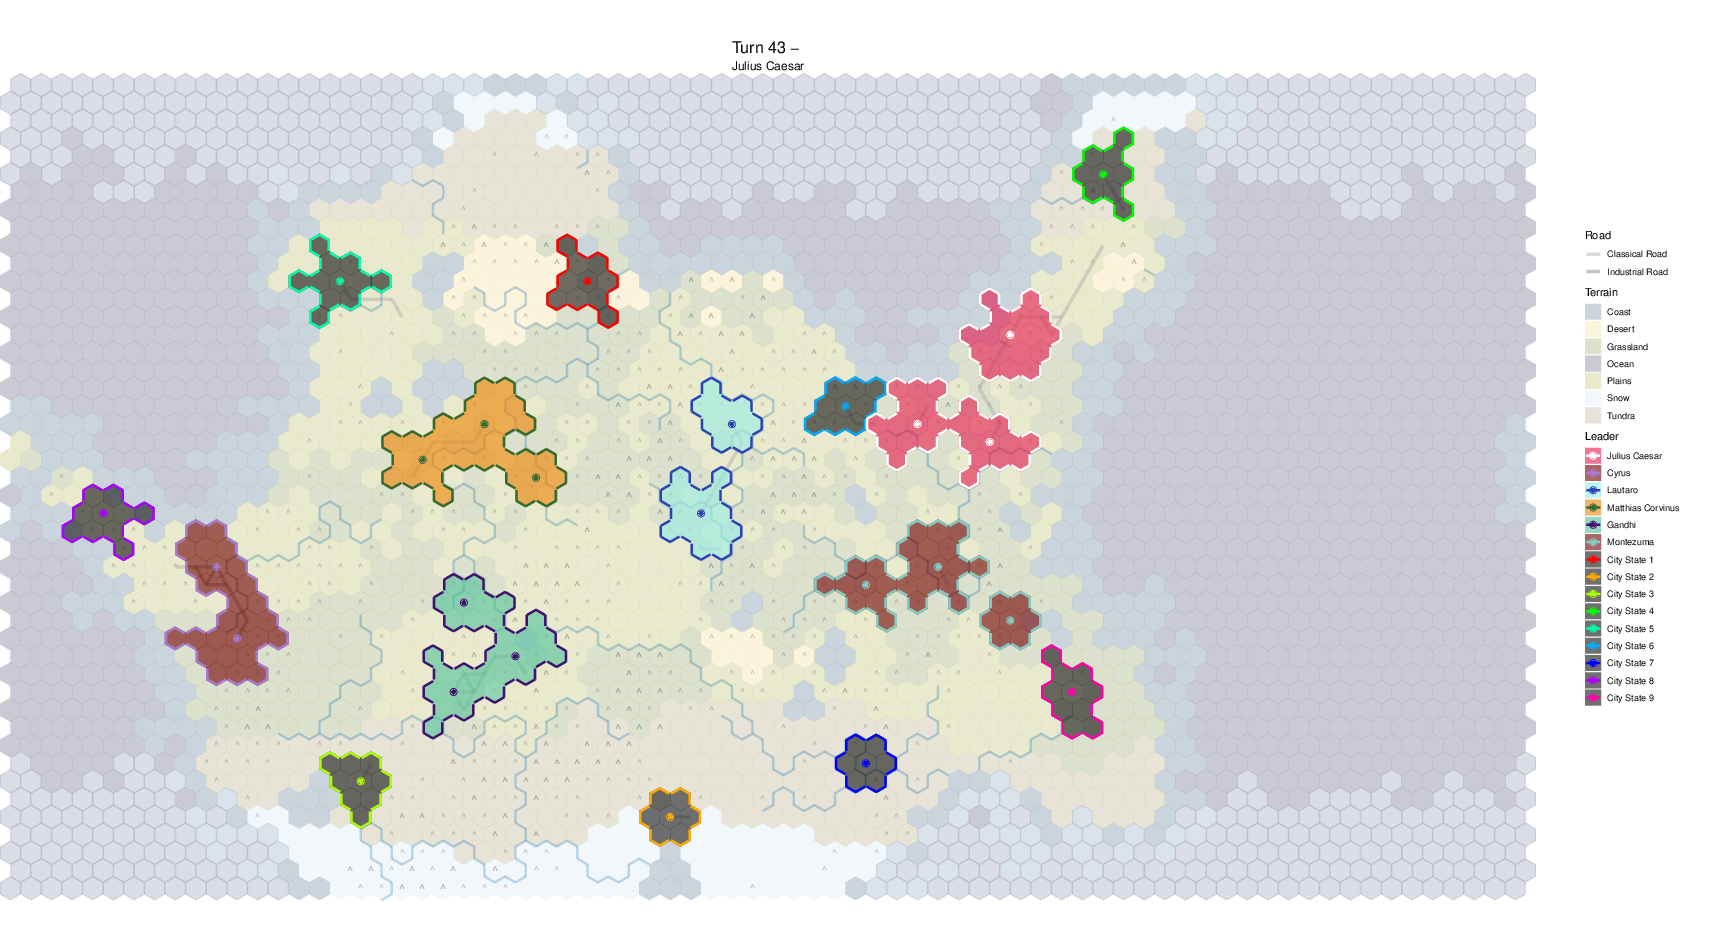 Turn 43 –
Julius Caesar
Road
Classical Road
Industrial Road
Terrain
Coast
Desert
Grassland
Ocean
Plains
Snow
Tundra
Leader
Julius Caesar
Cyrus
Lautaro
Matthias Corvinus
Gandhi
Montezuma
City State 1
City State 2
City State 3
City State 4
City State 5
City State 6
City State 7
City State 8
City State 9